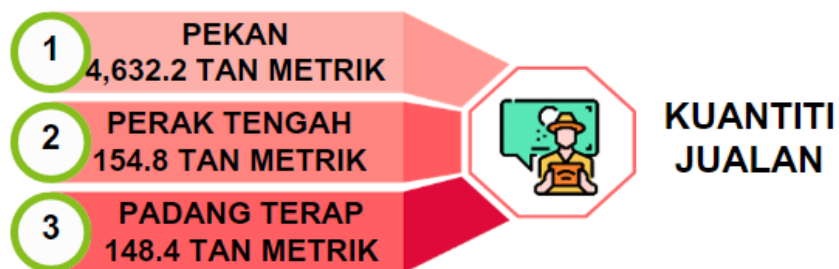 1
PEKAN
4,632.2 TAN METRIK
2
PERAK TENGAH
154.8 TAN METRIK
3
PADANG TERAP
148.4 TAN METRIK
KUANTITI
JUALAN